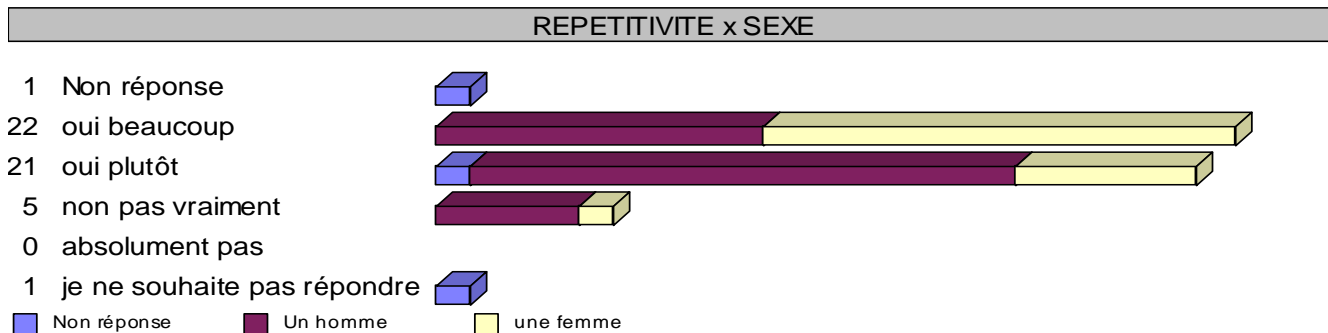 REPETITIVITE x SEXE
1 Non réponse
22 oui beaucoup
21 oui plutôt
5 non pas vraiment
0 absolument pas
1 je ne souhaite pas répondre
Non réponse Un homme une femme